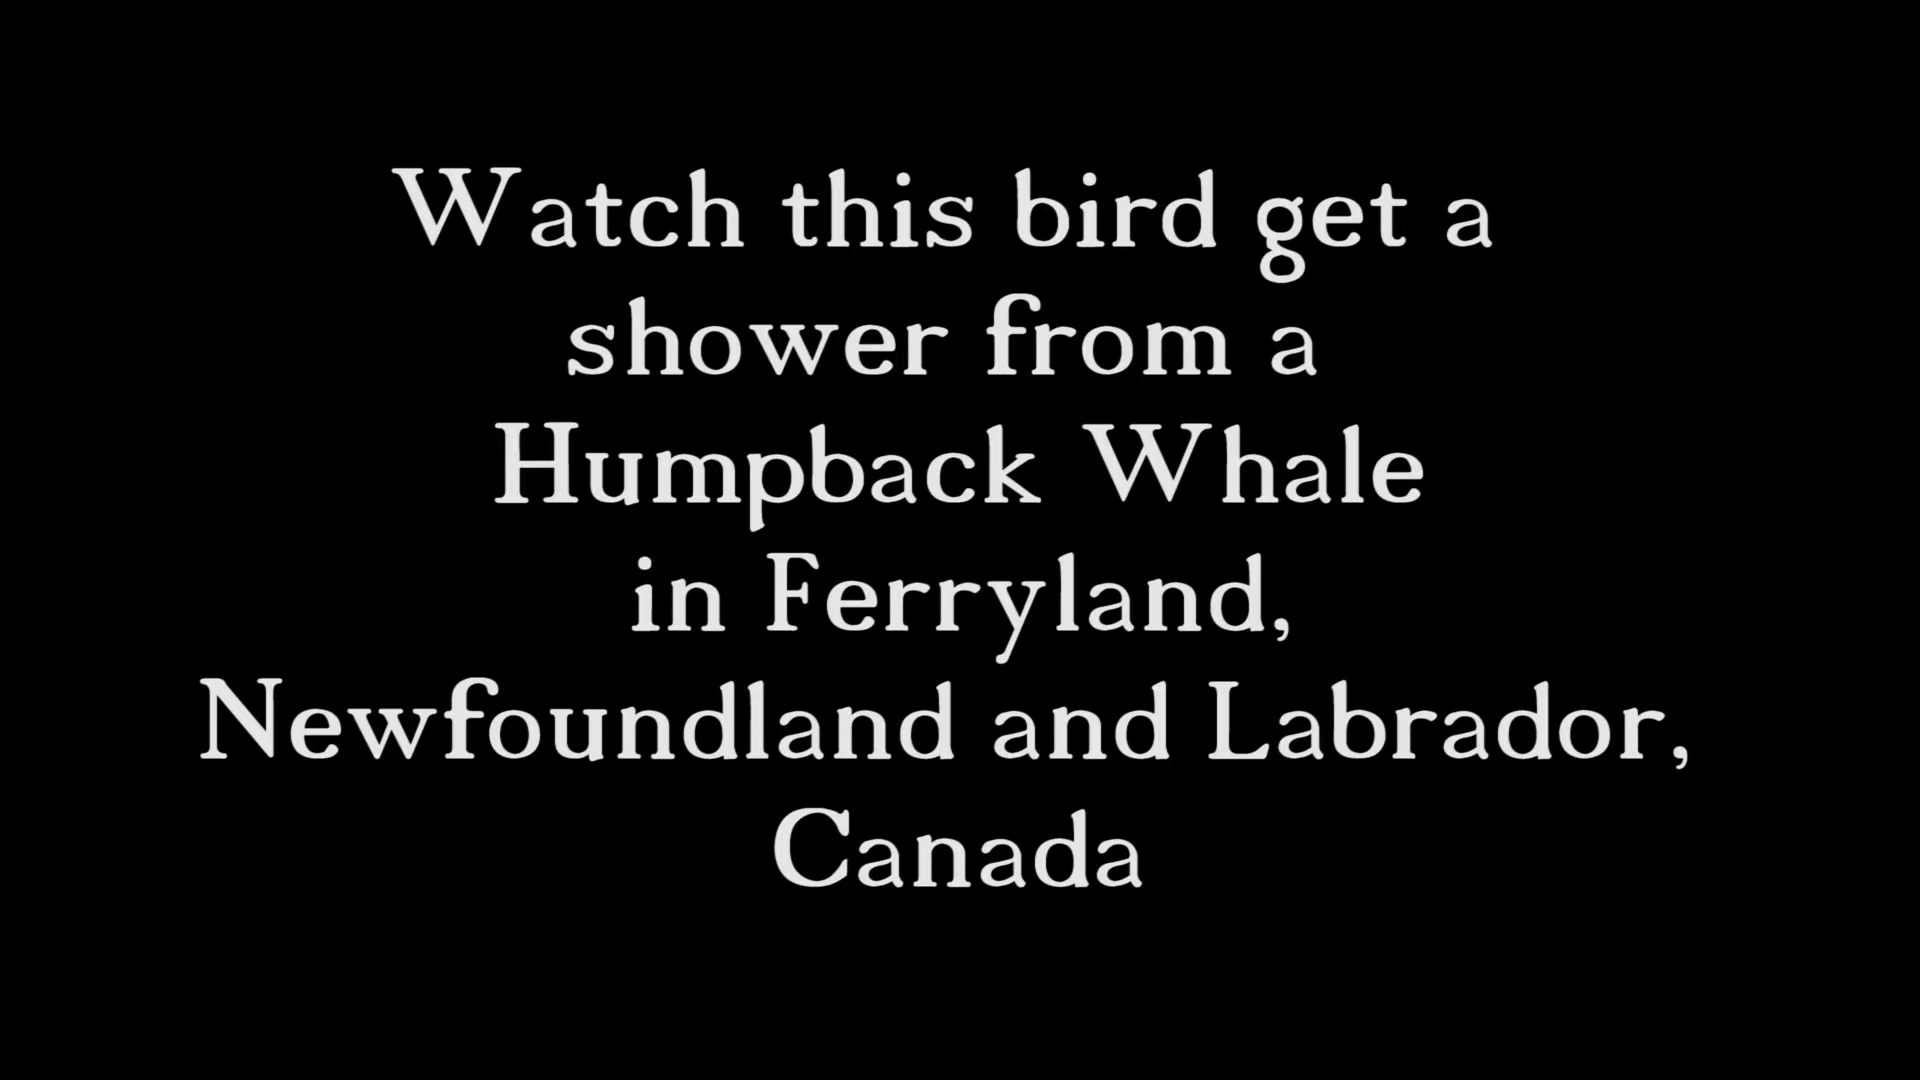 Watch this bird get a
shower from a
Humpback Whale
in Ferryland,
Newfoundland and Labrador,
Canada